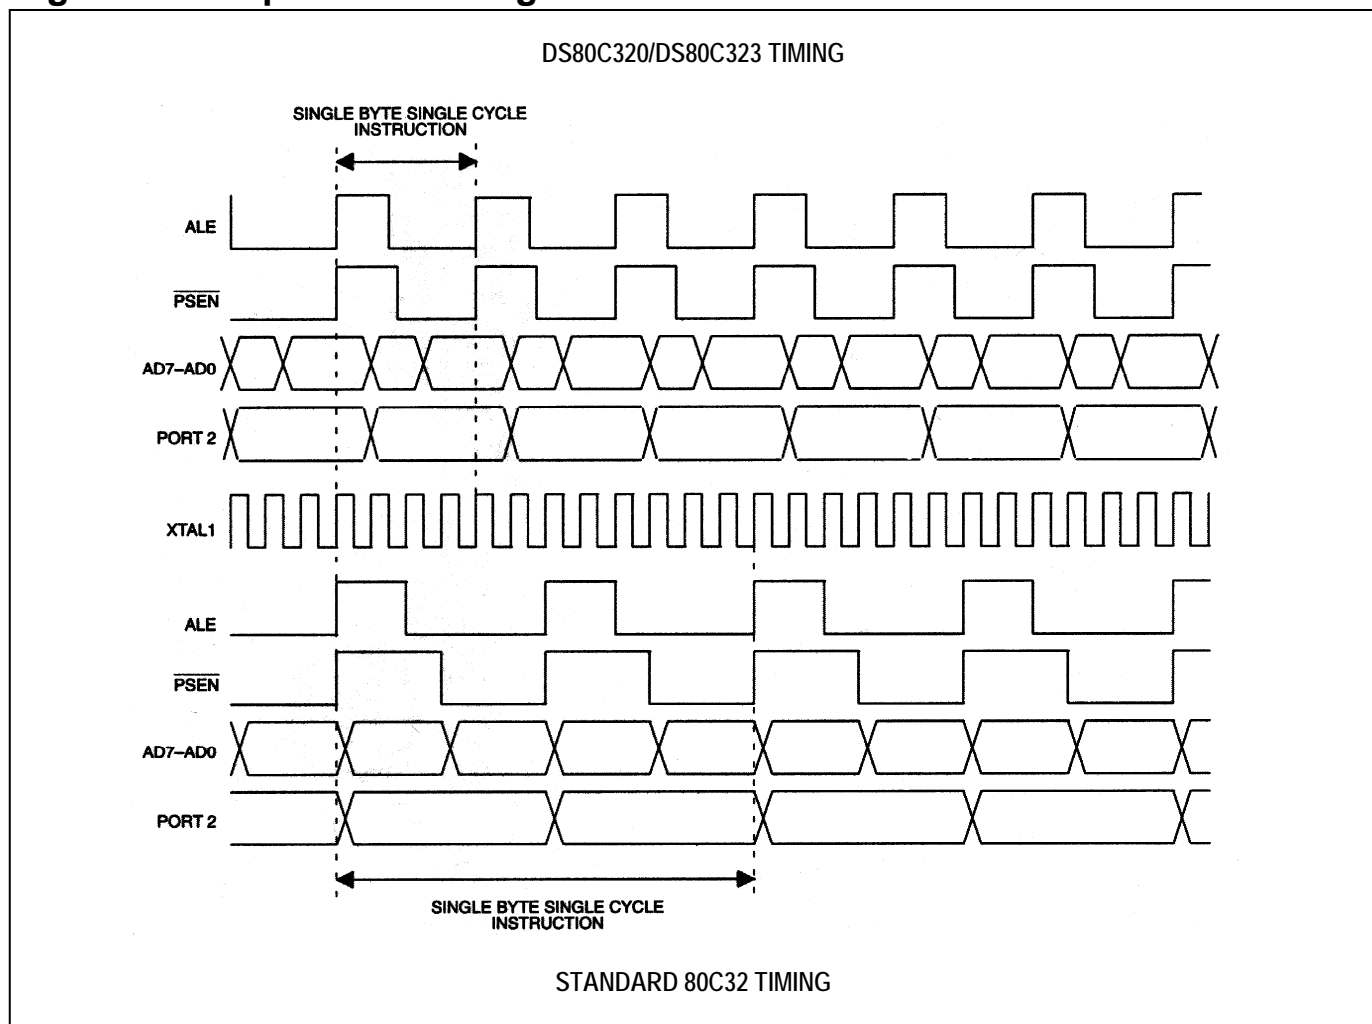 DS80C320/DS80C323 TIMING
SINGLE BYTE SINGLE CYCLE
INSTRUCTION
ALE
PSEN
AD7–AD0
PORT 2
XTAL1
ALE
PSEN
AD7–AD0
PORT 2
SINGLE BYTE SINGLE CYCLE
INSTRUCTION
STANDARD 80C32 TIMING